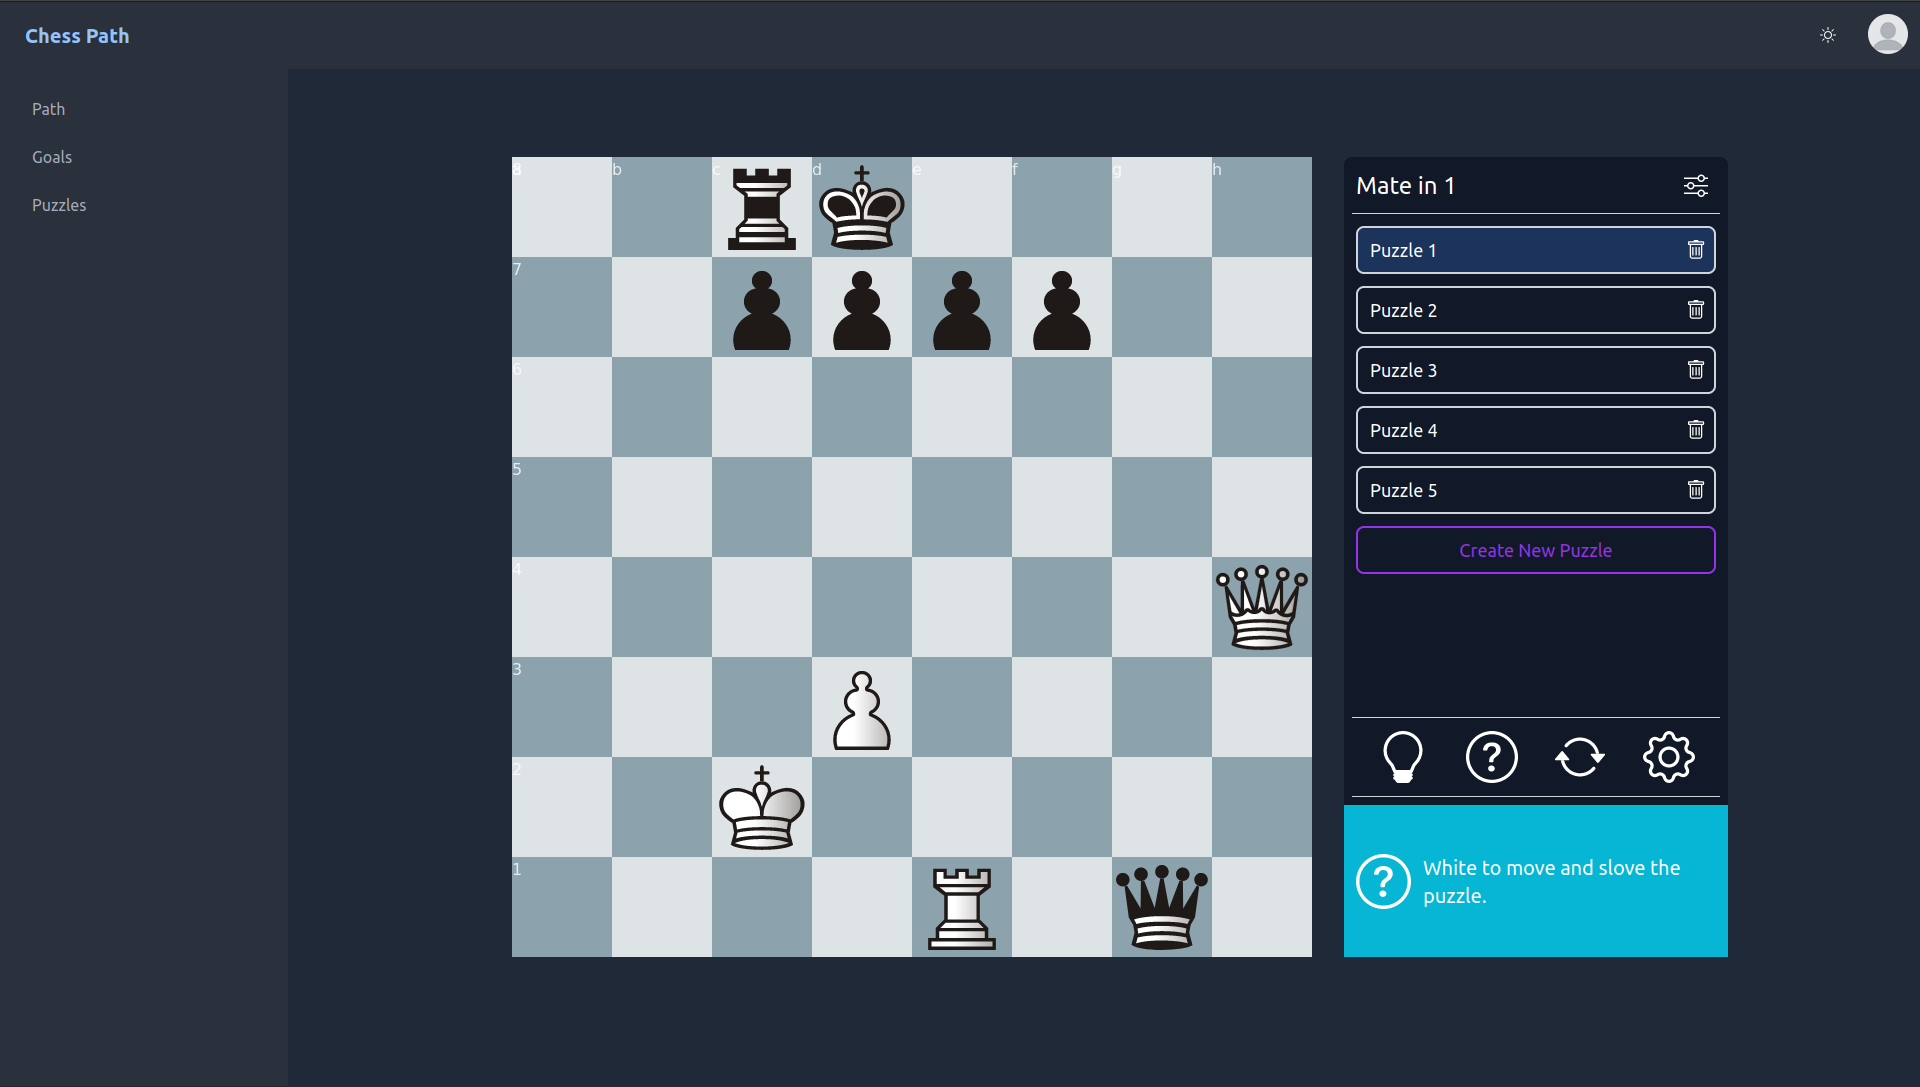 Chess Path
Path
Goals
Puzzles
b
c
d
e
f
g
h
7
6
5
4
3
2
1
Mate in 1
Puzzle 1
Puzzle 2
Puzzle 3
Puzzle 4
Puzzle 5
Create New Puzzle
?
?
White to move and slove the
puzzle.